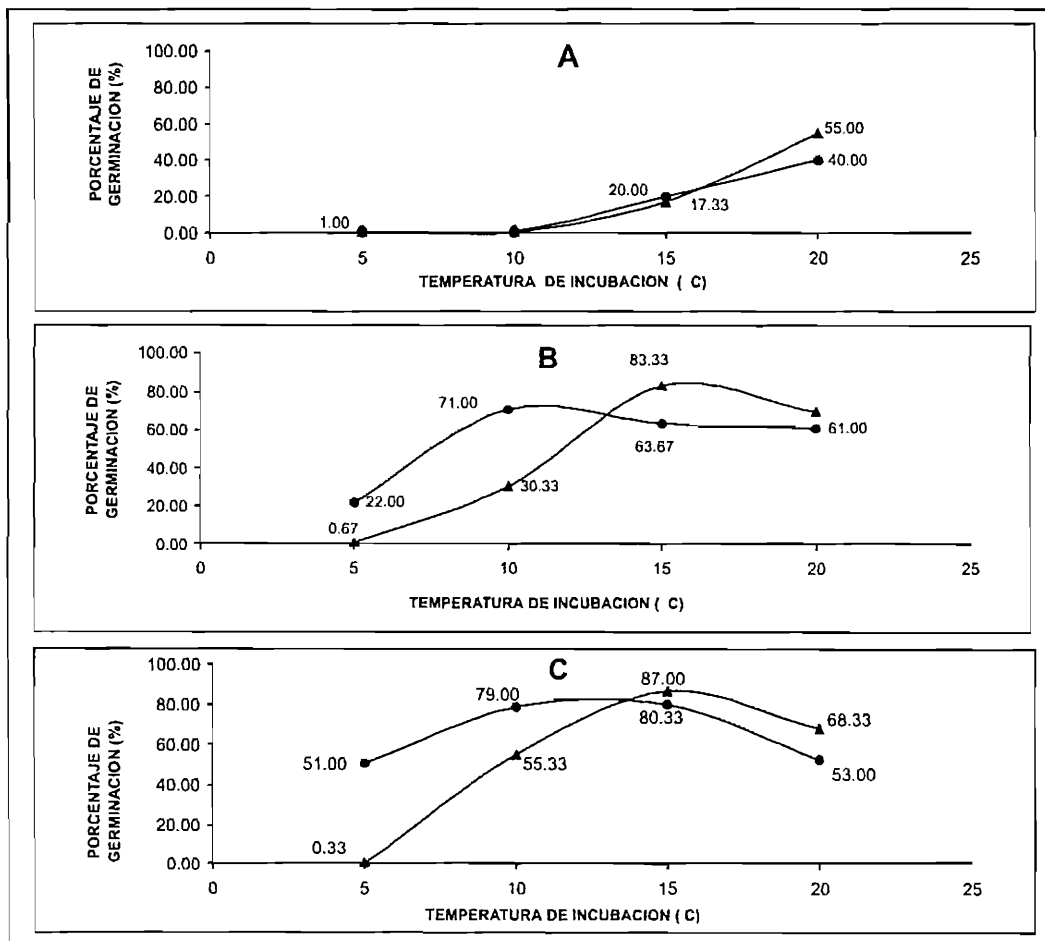 A
PORCENTAJE DE
GERMINACION (%)
100.00
80.00
60.00
40.00
20.00
0.00
55.00
40.00
20.00
17.33
1.00
0 5 10 15 20 25
TEMPERATURA DE INCUBACION ( C)
B
PORCENTAJE DE
GERMINACION (%)
100.00
80.00
60.00
40.00
20.00
0.00
83.33
71.00
63.67
61.00
22.00
30.33
0.67
0 5 10 15 20 25
TEMPERATURA DE INCUBACION ( C)
C
PORCENTAJE DE
GERMINACION (%)
100.00
80.00
60.00
40.00
20.00
0.00
87.00
79.00
80.33
68.33
51.00
55.33
53.00
0.33
0 5 10 15 20 25
TEMPERATURA DE INCUBACION ( C)